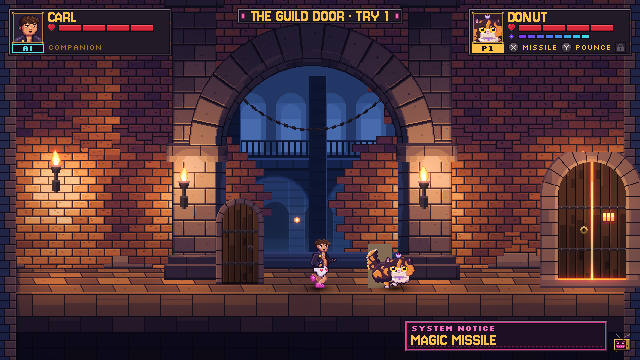 CARL
THE GUILD DOOR · TRY 1
DONUT
AI
COMPANION
P1
X MISSILE Y POUNCE
SYSTEM NOTICE
MAGIC MISSILE